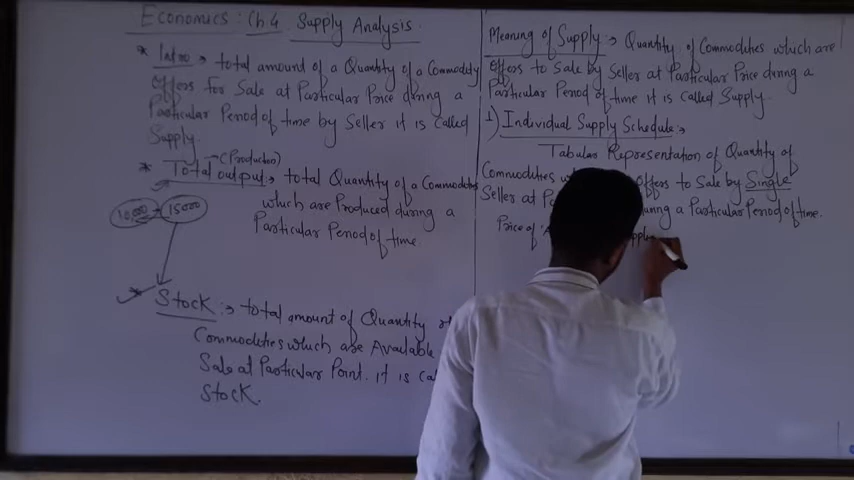 Economics: Ch 4 Supply Analysis.
* Intro → total amount of a Quantity of a Commodity
offers for Sale at Particular Price during a
Particular Period of time by Seller it is called
Supply.
(Production)
* Total output :→ total Quantity of a Commodities
which are Produced during a
Particular Period of time.
10,000 15000
* Stock :→ total amount of Quantity of
Commodities which are Available
Sale at Particular Point. it is
Stock.
Meaning of Supply :→ Quantity of Commodities which are
offers to Sale by Seller at Particular Price during a
Particular Period of time it is called Supply.
1) Individual Supply Schedule :→
Tabular Representation of Quantity of
Commodities offers to Sale by Single
Seller at during a Particular Period of time.
Price of